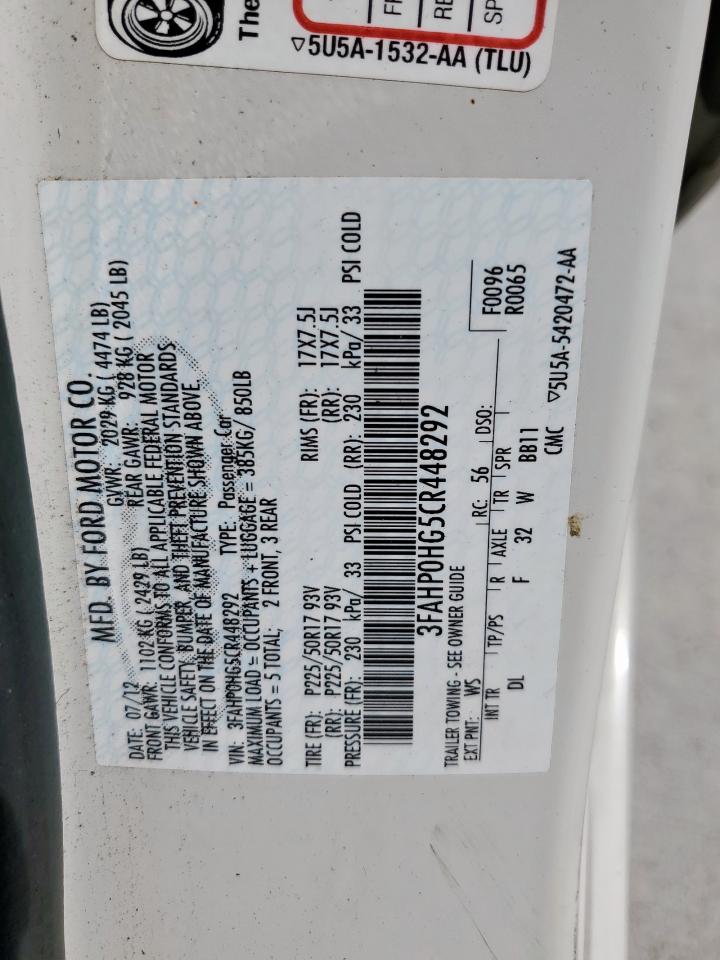 The
FR
RE
SP
▽5U5A-1532-AA (TLU)
MFD. BY FORD MOTOR CO.
DATE: 07/12 GVWR: 2029 KG ( 4474 LB)
FRONT GAWR: 1102 KG ( 2429 LB) REAR GAWR: 928 KG ( 2045 LB)
THIS VEHICLE CONFORMS TO ALL APPLICABLE FEDERAL MOTOR
VEHICLE SAFETY, BUMPER, AND THEFT PREVENTION STANDARDS
IN EFFECT ON THE DATE OF MANUFACTURE SHOWN ABOVE.
VIN: 3FAHP0HG5CR448292 TYPE: Passenger Car
MAXIMUM LOAD = OCCUPANTS + LUGGAGE = 385KG/ 850LB
OCCUPANTS = 5 TOTAL; 2 FRONT, 3 REAR
TIRE (FR): P225/50R17 93V RIMS (FR): 17X7.5J
(RR): P225/50R17 93V (RR): 17X7.5J
PRESSURE (FR): 230 kPa/ 33 PSI COLD (RR): 230 kPa/ 33 PSI COLD
3FAHP0HG5CR448292
TRAILER TOWING - SEE OWNER GUIDE
EXT PNT: WS RC: 56 DSO: F0096
R0065
INT TR TP/PS R AXLE TR SPR
DL F 32 W BB11
CMC ▽5U5A-5420472-AA